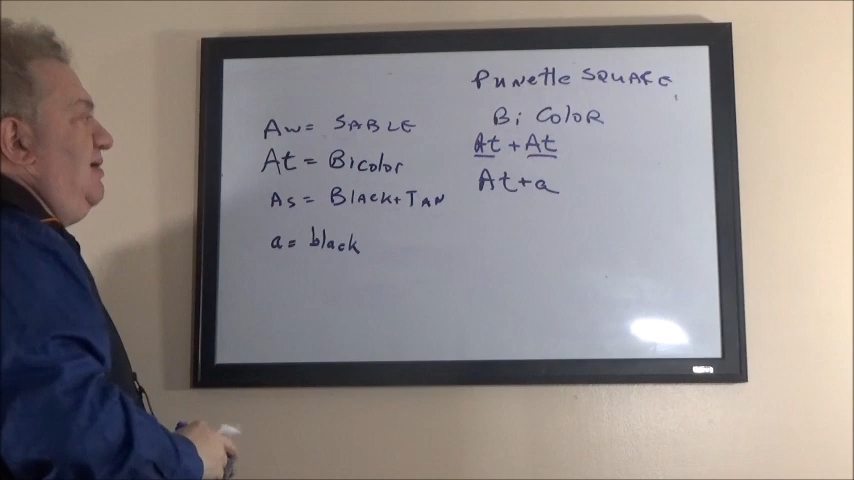 Punette SQUARE
Aw = SABLE
At = Bicolor
As = Black + TAN
a = black
Bi Color
At + At
At + a